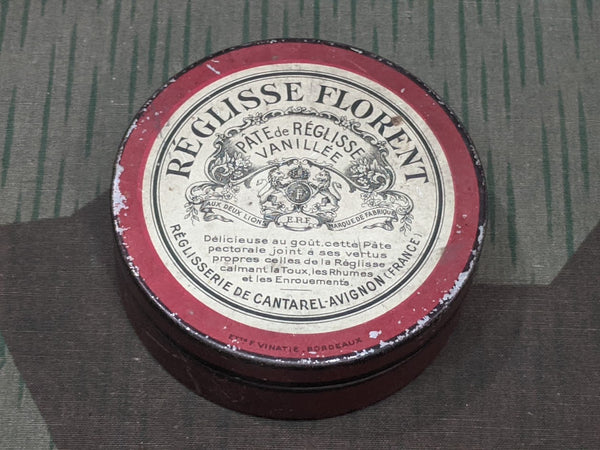 RÉGLISSE FLORENT
PATE de RÉGLISSE
VANILLÉE
AUX DEUX LIONS
E.R.F.
MARQUE DE FABRIQUE
Délicieuse au goût, cette Pâte
pectorale joint à ses vertus
propres celles de la Réglisse
calmant la Toux, les Rhumes
et les Enrouements.
RÉGLISSERIE DE CANTAREL-AVIGNON (FRANCE)
F. VINATIÉ, BORDEAUX